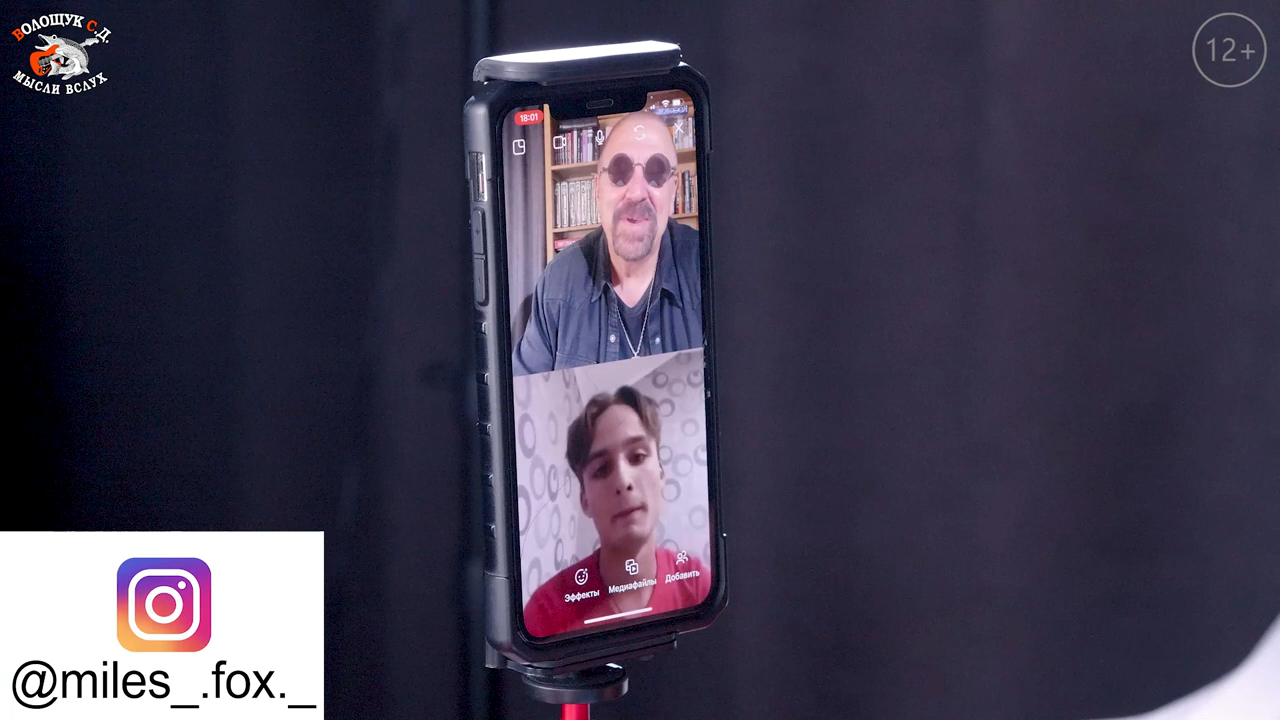 ВОЛОЩУК С.Д.
МЫСЛИ ВСЛУХ
12+
18:01
Эффекты
Медиафайлы
Добавить
@miles_.fox._